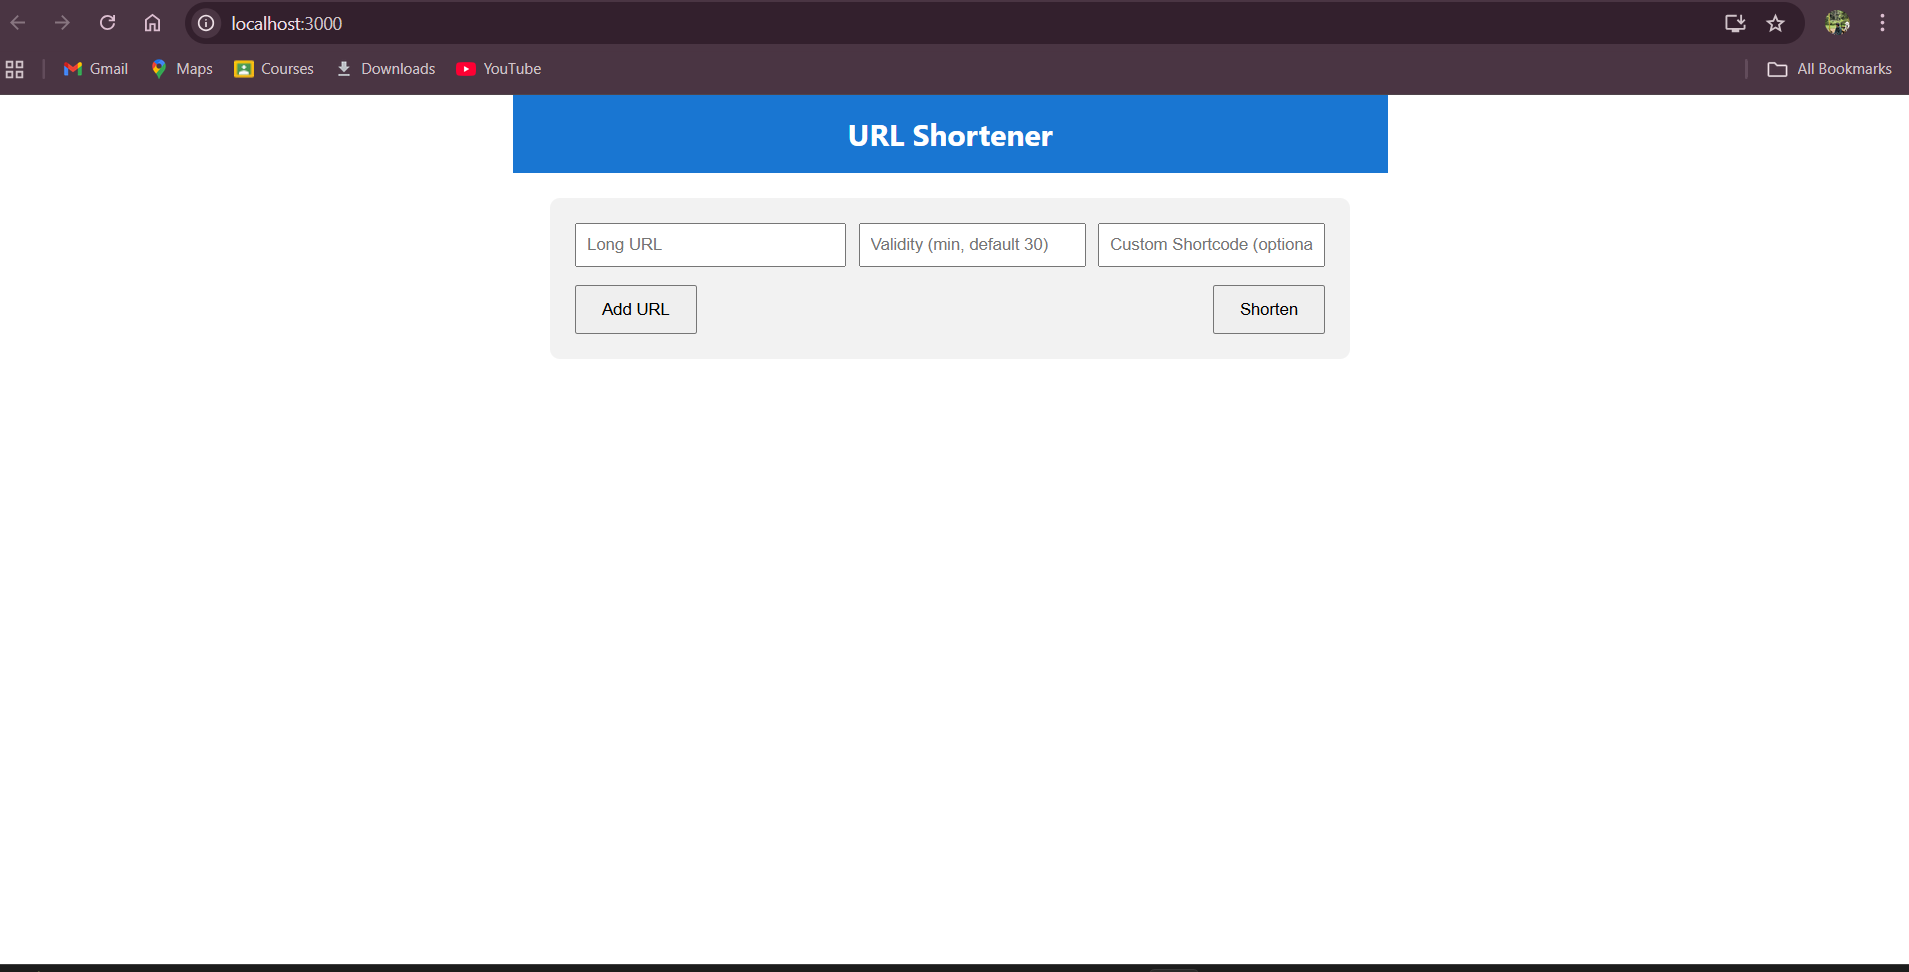 localhost:3000
Gmail Maps Courses Downloads YouTube All Bookmarks
URL Shortener
Long URL Validity (min, default 30) Custom Shortcode (optiona
Add URL Shorten